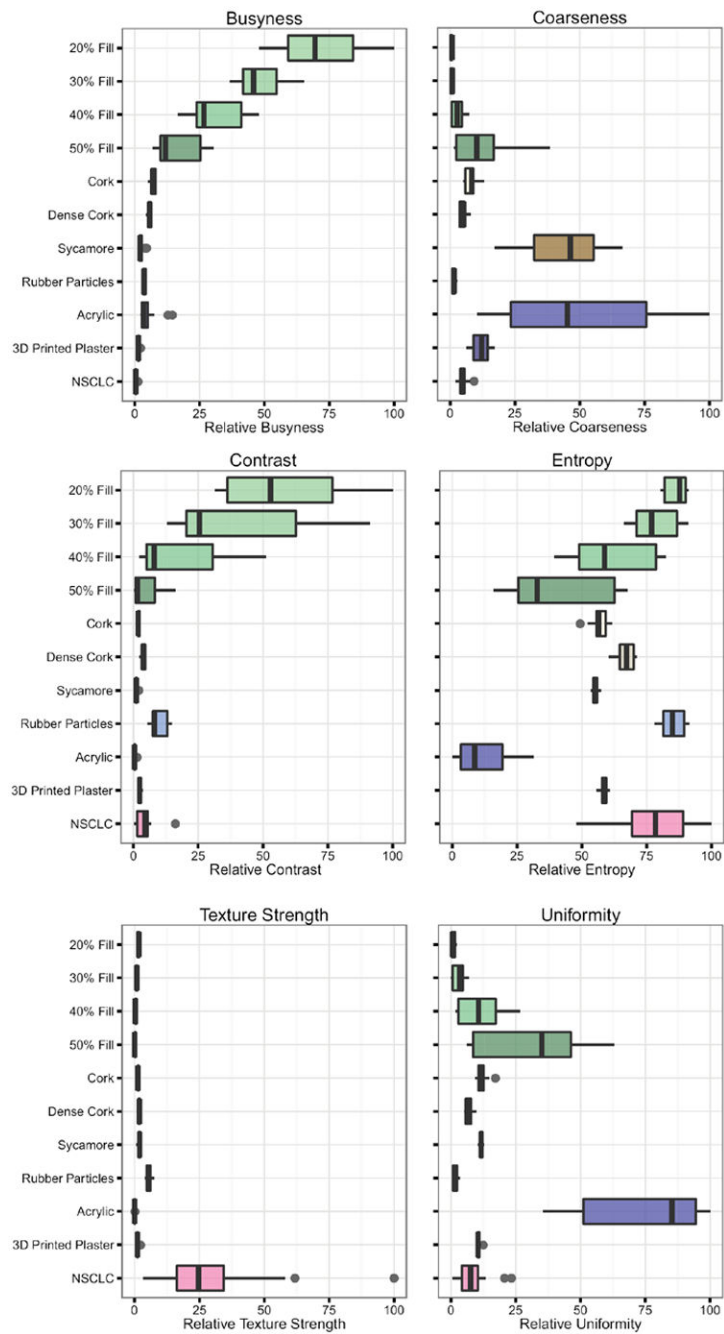 Busyness
Coarseness
20% Fill
30% Fill
40% Fill
50% Fill
Cork
Dense Cork
Sycamore
Rubber Particles
Acrylic
3D Printed Plaster
NSCLC
0 25 50 75 100
Relative Busyness
0 25 50 75 100
Relative Coarseness
Contrast
Entropy
20% Fill
30% Fill
40% Fill
50% Fill
Cork
Dense Cork
Sycamore
Rubber Particles
Acrylic
3D Printed Plaster
NSCLC
0 25 50 75 100
Relative Contrast
0 25 50 75 100
Relative Entropy
Texture Strength
Uniformity
20% Fill
30% Fill
40% Fill
50% Fill
Cork
Dense Cork
Sycamore
Rubber Particles
Acrylic
3D Printed Plaster
NSCLC
0 25 50 75 100
Relative Texture Strength
0 25 50 75 100
Relative Uniformity